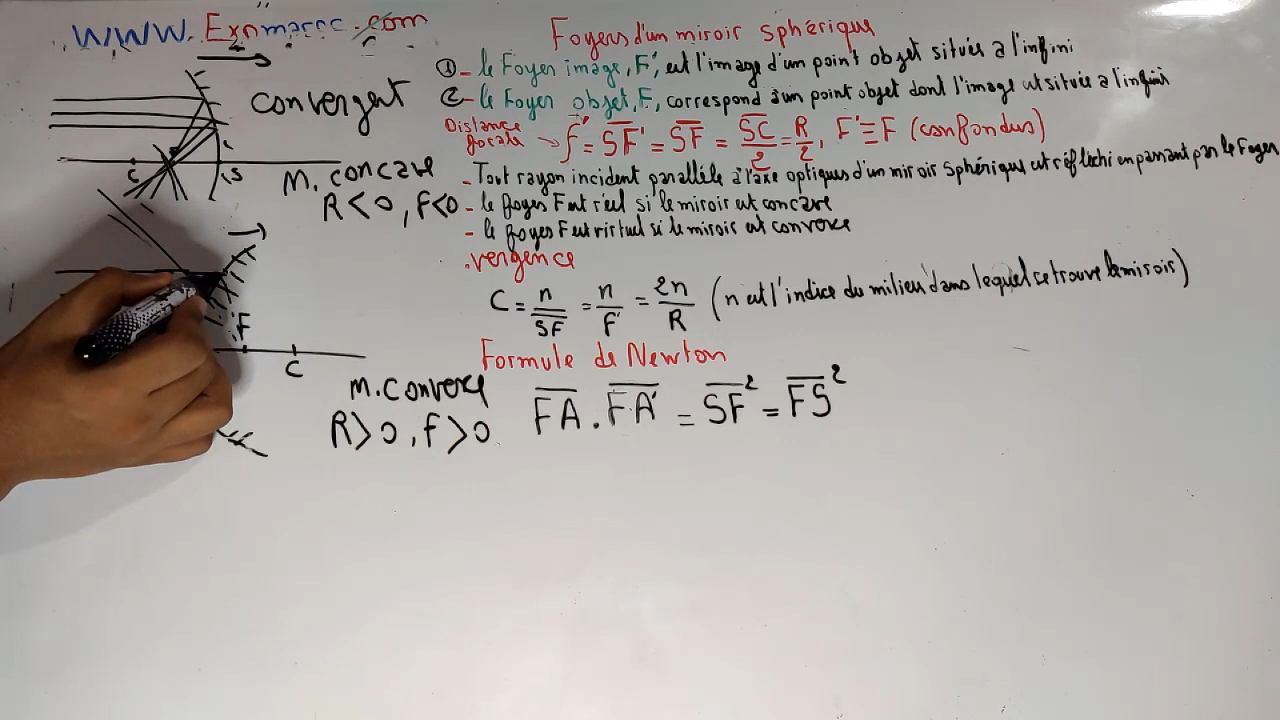 www.Exnmaroc.com
Foyers d'un miroir sphérique
① - le Foyer image, F', est l'image d'un point objet située à l'infini
② - le Foyer objet, F, correspond à un point objet dont l'image est située à l'infini
Distance focale → f' = SF' = SF = SC/2 = R/2, F' ≡ F (confondus)
- Tout rayon incident parallèle à l'axe optiques d'un miroir sphérique est réfléchi en passant par le Foyer
- le foyes F est réel si le miroir est concave
- le foyes F est virtuel si le miroir est convexe
.vergence
C = n/SF = n/f' = 2n/R (n est l'indice du milieu dans lequel se trouve le miroir)
Formule de Newton
FA . FA' = SF² = FS²
convergent
C
S
M. concave
R<0, f<0
F
C
M. Convexe
R>0, f>0